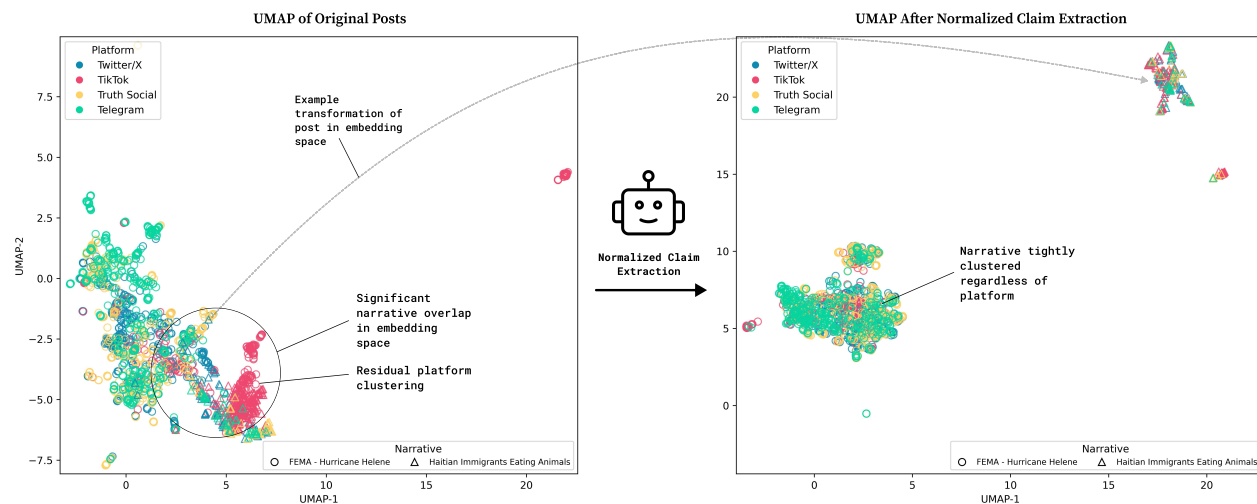 UMAP of Original Posts
Platform
Twitter/X
TikTok
Truth Social
Telegram
Example
transformation of
post in embedding
space
Significant
narrative overlap
in embedding
space
Residual platform
clustering
Narrative
FEMA - Hurricane Helene
Haitian Immigrants Eating Animals
7.5
5.0
2.5
0.0
−2.5
−5.0
−7.5
UMAP-2
0
5
10
15
20
UMAP-1
Normalized Claim
Extraction
UMAP After Normalized Claim Extraction
Platform
Twitter/X
TikTok
Truth Social
Telegram
Narrative tightly
clustered
regardless of
platform
Narrative
FEMA - Hurricane Helene
Haitian Immigrants Eating Animals
20
15
10
5
0
0
5
10
15
20
UMAP-1